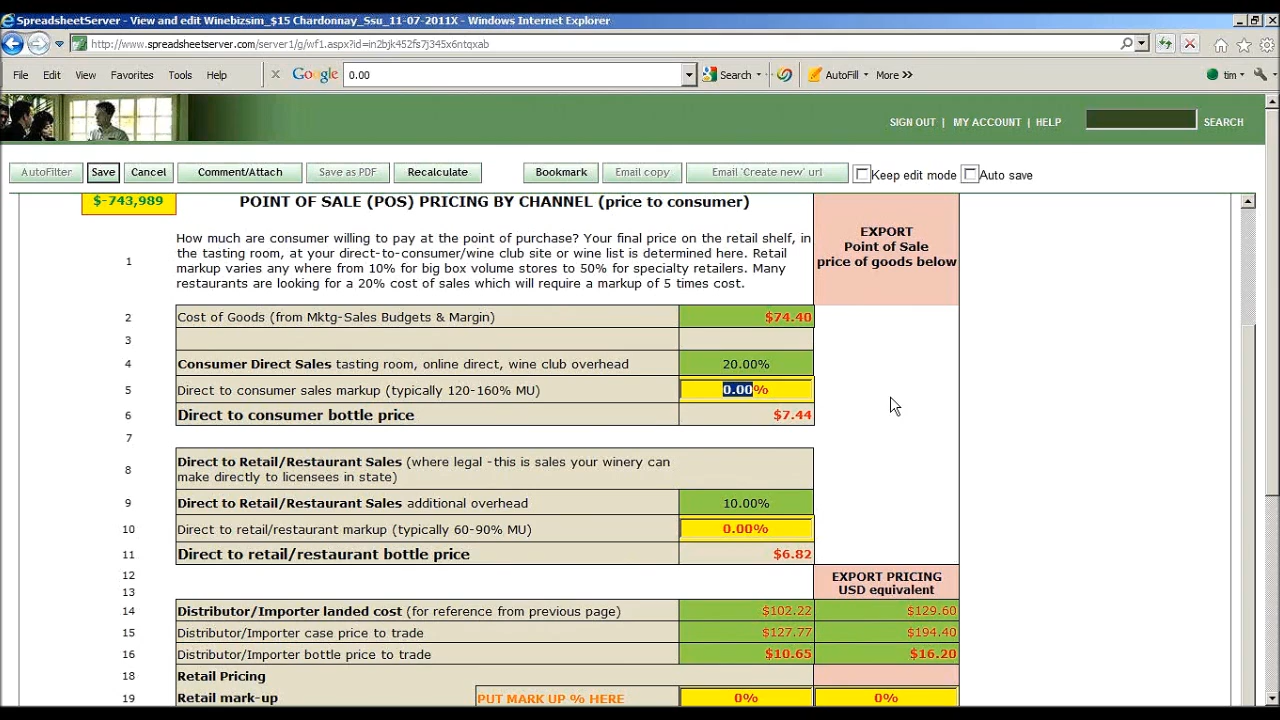 SpreadsheetServer - View and edit Winebizsim_$15 Chardonnay_Ssu_11-07-2011X - Windows Internet Explorer
http://www.spreadsheetserver.com/server1/g/wf1.aspx?id=in2bjk452fs7j345x6ntqxab
File Edit View Favorites Tools Help × Google 0.00 Search AutoFill More »» tim
SIGN OUT | MY ACCOUNT | HELP SEARCH
AutoFilter Save Cancel Comment/Attach Save as PDF Recalculate Bookmark Email copy Email 'Create new' url Keep edit mode Auto save
$-743,989 POINT OF SALE (POS) PRICING BY CHANNEL (price to consumer)
How much are consumer willing to pay at the point of purchase? Your final price on the retail shelf, in
the tasting room, at your direct-to-consumer/wine club site or wine list is determined here. Retail
1 markup varies any where from 10% for big box volume stores to 50% for specialty retailers. Many
restaurants are looking for a 20% cost of sales which will require a markup of 5 times cost.
EXPORT
Point of Sale
price of goods below
2 Cost of Goods (from Mktg-Sales Budgets & Margin) $74.40
3
4 Consumer Direct Sales tasting room, online direct, wine club overhead 20.00%
5 Direct to consumer sales markup (typically 120-160% MU) 0.00%
6 Direct to consumer bottle price $7.44
7
8 Direct to Retail/Restaurant Sales (where legal -this is sales your winery can
make directly to licensees in state)
9 Direct to Retail/Restaurant Sales additional overhead 10.00%
10 Direct to retail/restaurant markup (typically 60-90% MU) 0.00%
11 Direct to retail/restaurant bottle price $6.82
12 EXPORT PRICING
13 USD equivalent
14 Distributor/Importer landed cost (for reference from previous page) $102.22 $129.60
15 Distributor/Importer case price to trade $127.77 $194.40
16 Distributor/Importer bottle price to trade $10.65 $16.20
18 Retail Pricing
19 Retail mark-up PUT MARK UP % HERE 0% 0%